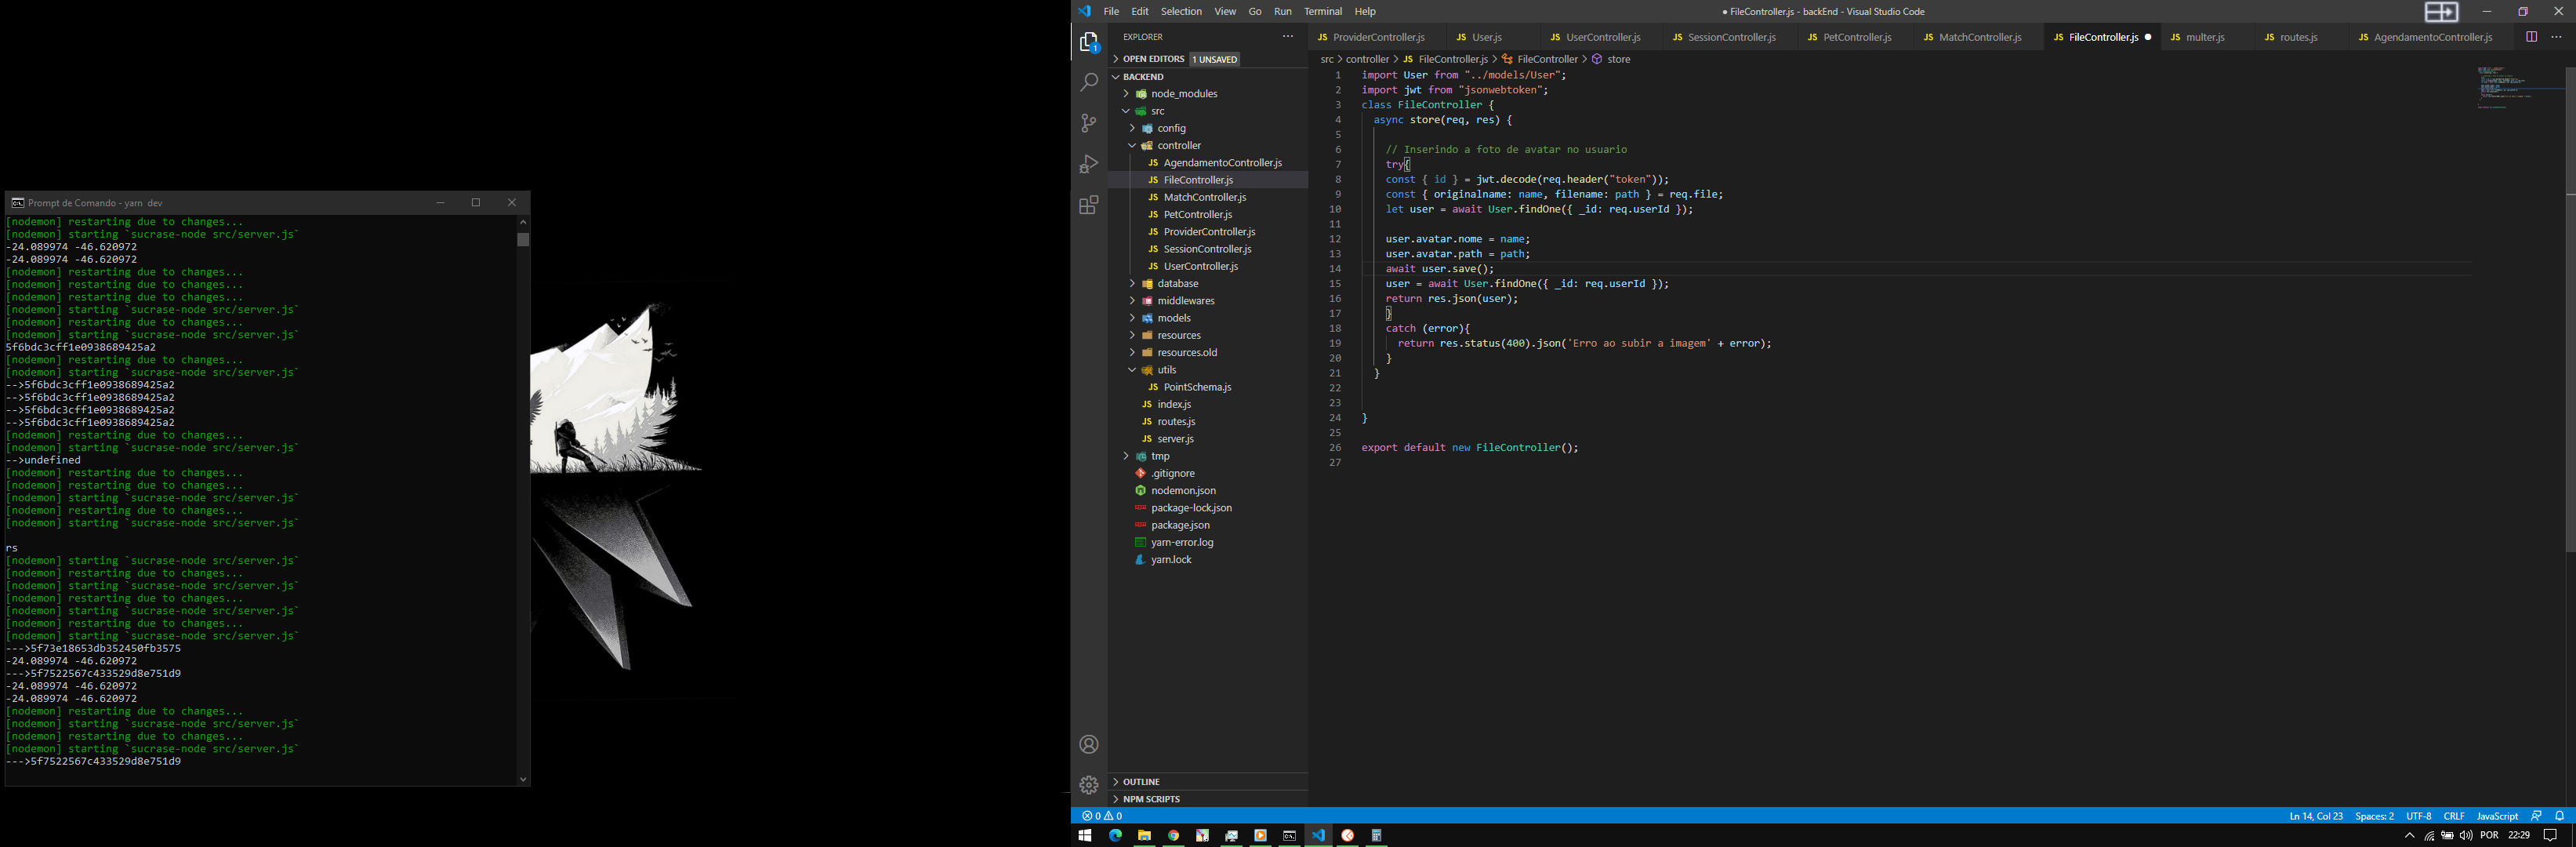 Prompt de Comando - yarn dev
[nodemon] restarting due to changes...
[nodemon] starting `sucrase-node src/server.js`
-24.089974 -46.620972
-24.089974 -46.620972
[nodemon] restarting due to changes...
[nodemon] restarting due to changes...
[nodemon] restarting due to changes...
[nodemon] starting `sucrase-node src/server.js`
[nodemon] restarting due to changes...
[nodemon] starting `sucrase-node src/server.js`
5f6bdc3cff1e0938689425a2
[nodemon] restarting due to changes...
[nodemon] starting `sucrase-node src/server.js`
-->5f6bdc3cff1e0938689425a2
-->5f6bdc3cff1e0938689425a2
-->5f6bdc3cff1e0938689425a2
-->5f6bdc3cff1e0938689425a2
[nodemon] restarting due to changes...
[nodemon] starting `sucrase-node src/server.js`
-->undefined
[nodemon] restarting due to changes...
[nodemon] restarting due to changes...
[nodemon] starting `sucrase-node src/server.js`
[nodemon] restarting due to changes...
[nodemon] starting `sucrase-node src/server.js`
rs
[nodemon] starting `sucrase-node src/server.js`
[nodemon] restarting due to changes...
[nodemon] starting `sucrase-node src/server.js`
[nodemon] restarting due to changes...
[nodemon] starting `sucrase-node src/server.js`
[nodemon] restarting due to changes...
[nodemon] starting `sucrase-node src/server.js`
--->5f73e18653db352450fb3575
-24.089974 -46.620972
--->5f7522567c433529d8e751d9
-24.089974 -46.620972
-24.089974 -46.620972
[nodemon] restarting due to changes...
[nodemon] starting `sucrase-node src/server.js`
[nodemon] restarting due to changes...
[nodemon] starting `sucrase-node src/server.js`
--->5f7522567c433529d8e751d9
File Edit Selection View Go Run Terminal Help
● FileController.js - backEnd - Visual Studio Code
1
EXPLORER
OPEN EDITORS 1 UNSAVED
BACKEND
node_modules
src
config
controller
JS AgendamentoController.js
JS FileController.js
JS MatchController.js
JS PetController.js
JS ProviderController.js
JS SessionController.js
JS UserController.js
database
middlewares
models
resources
resources.old
utils
JS PointSchema.js
JS index.js
JS routes.js
JS server.js
tmp
.gitignore
nodemon.json
package-lock.json
package.json
yarn-error.log
yarn.lock
OUTLINE
NPM SCRIPTS
JS ProviderController.js JS User.js JS UserController.js JS SessionController.js JS PetController.js JS MatchController.js JS FileController.js ● JS multer.js JS routes.js JS AgendamentoController.js
src > controller > JS FileController.js > FileController > store
1 import User from "../models/User";
2 import jwt from "jsonwebtoken";
3 class FileController {
4 async store(req, res) {
5
6 // Inserindo a foto de avatar no usuario
7 try{
8 const { id } = jwt.decode(req.header("token"));
9 const { originalname: name, filename: path } = req.file;
10 let user = await User.findOne({ _id: req.userId });
11
12 user.avatar.nome = name;
13 user.avatar.path = path;
14 await user.save();
15 user = await User.findOne({ _id: req.userId });
16 return res.json(user);
17 }
18 catch (error){
19 return res.status(400).json('Erro ao subir a imagem' + error);
20 }
21 }
22
23
24 }
25
26 export default new FileController();
27
0 0
Ln 14, Col 23 Spaces: 2 UTF-8 CRLF JavaScript
POR 22:29